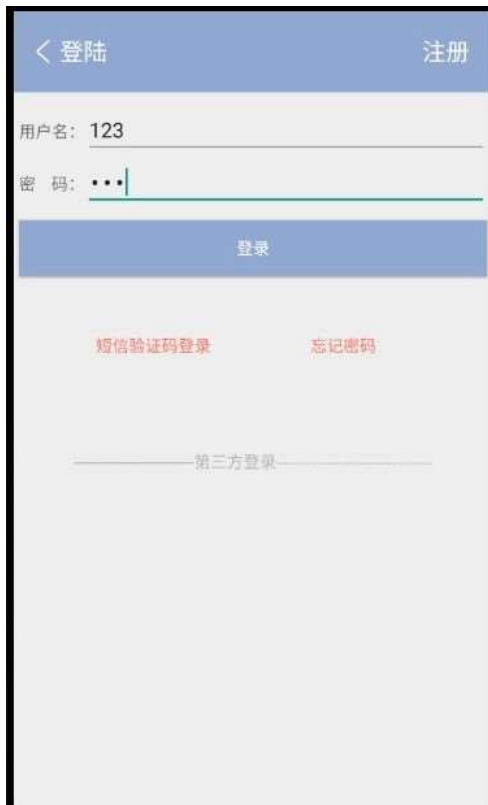 登陆 注册
用户名: 123
密 码: •••
登录
短信验证码登录 忘记密码
第三方登录